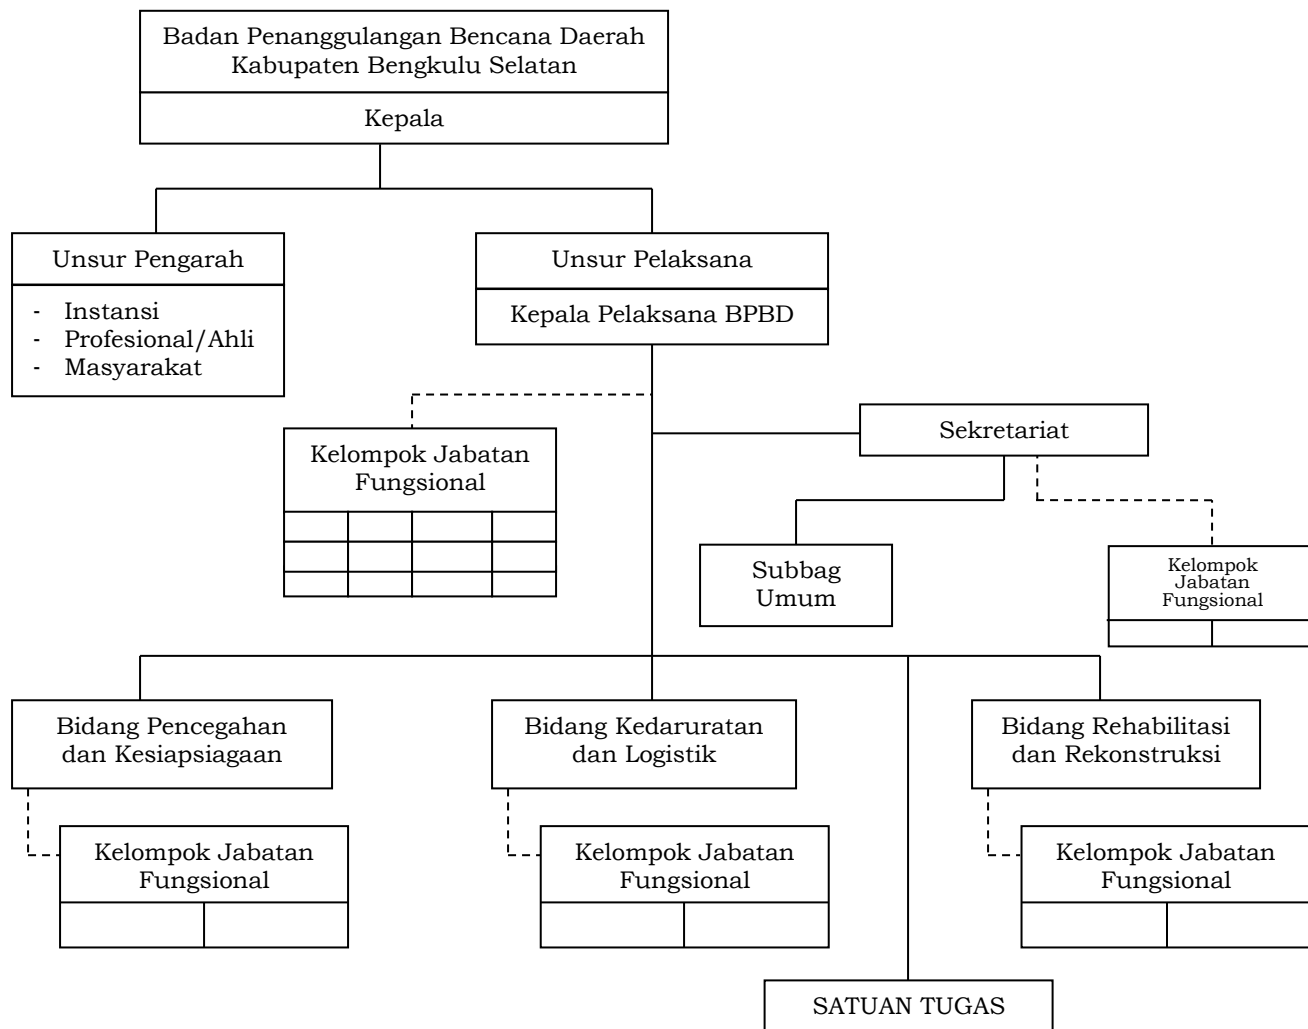 Badan Penanggulangan Bencana Daerah
Kabupaten Bengkulu Selatan
Kepala
Unsur Pengarah
- Instansi
- Profesional/Ahli
- Masyarakat
Unsur Pelaksana
Kepala Pelaksana BPBD
Kelompok Jabatan
Fungsional
Sekretariat
Subbag
Umum
Kelompok
Jabatan
Fungsional
Bidang Pencegahan
dan Kesiapsiagaan
Kelompok Jabatan
Fungsional
Bidang Kedaruratan
dan Logistik
Kelompok Jabatan
Fungsional
Bidang Rehabilitasi
dan Rekonstruksi
Kelompok Jabatan
Fungsional
SATUAN TUGAS